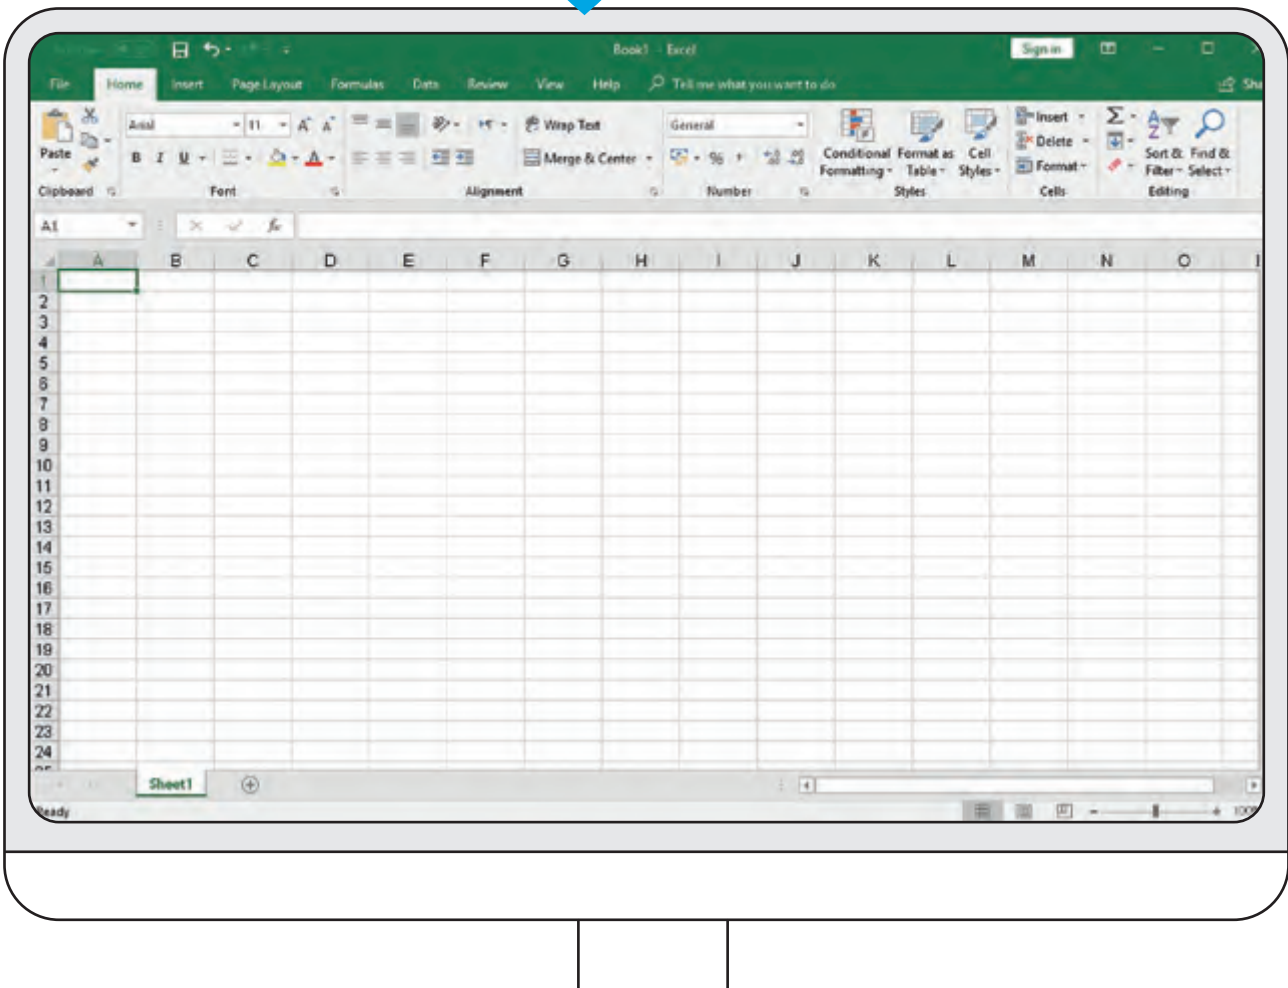 Book1 - Excel
Sign in
File Home Insert Page Layout Formulas Data Review View Help Tell me what you want to do
Paste
Clipboard
Arial 11
B I U
Font
Wrap Text
Merge & Center
Alignment
General
%
Number
Conditional Formatting
Format as Table
Cell Styles
Styles
Insert
Delete
Format
Cells
Sort & Filter
Find & Select
Editing
A1
fx
A B C D E F G H I J K L M N O
1
2
3
4
5
6
7
8
9
10
11
12
13
14
15
16
17
18
19
20
21
22
23
24
Sheet1
Ready